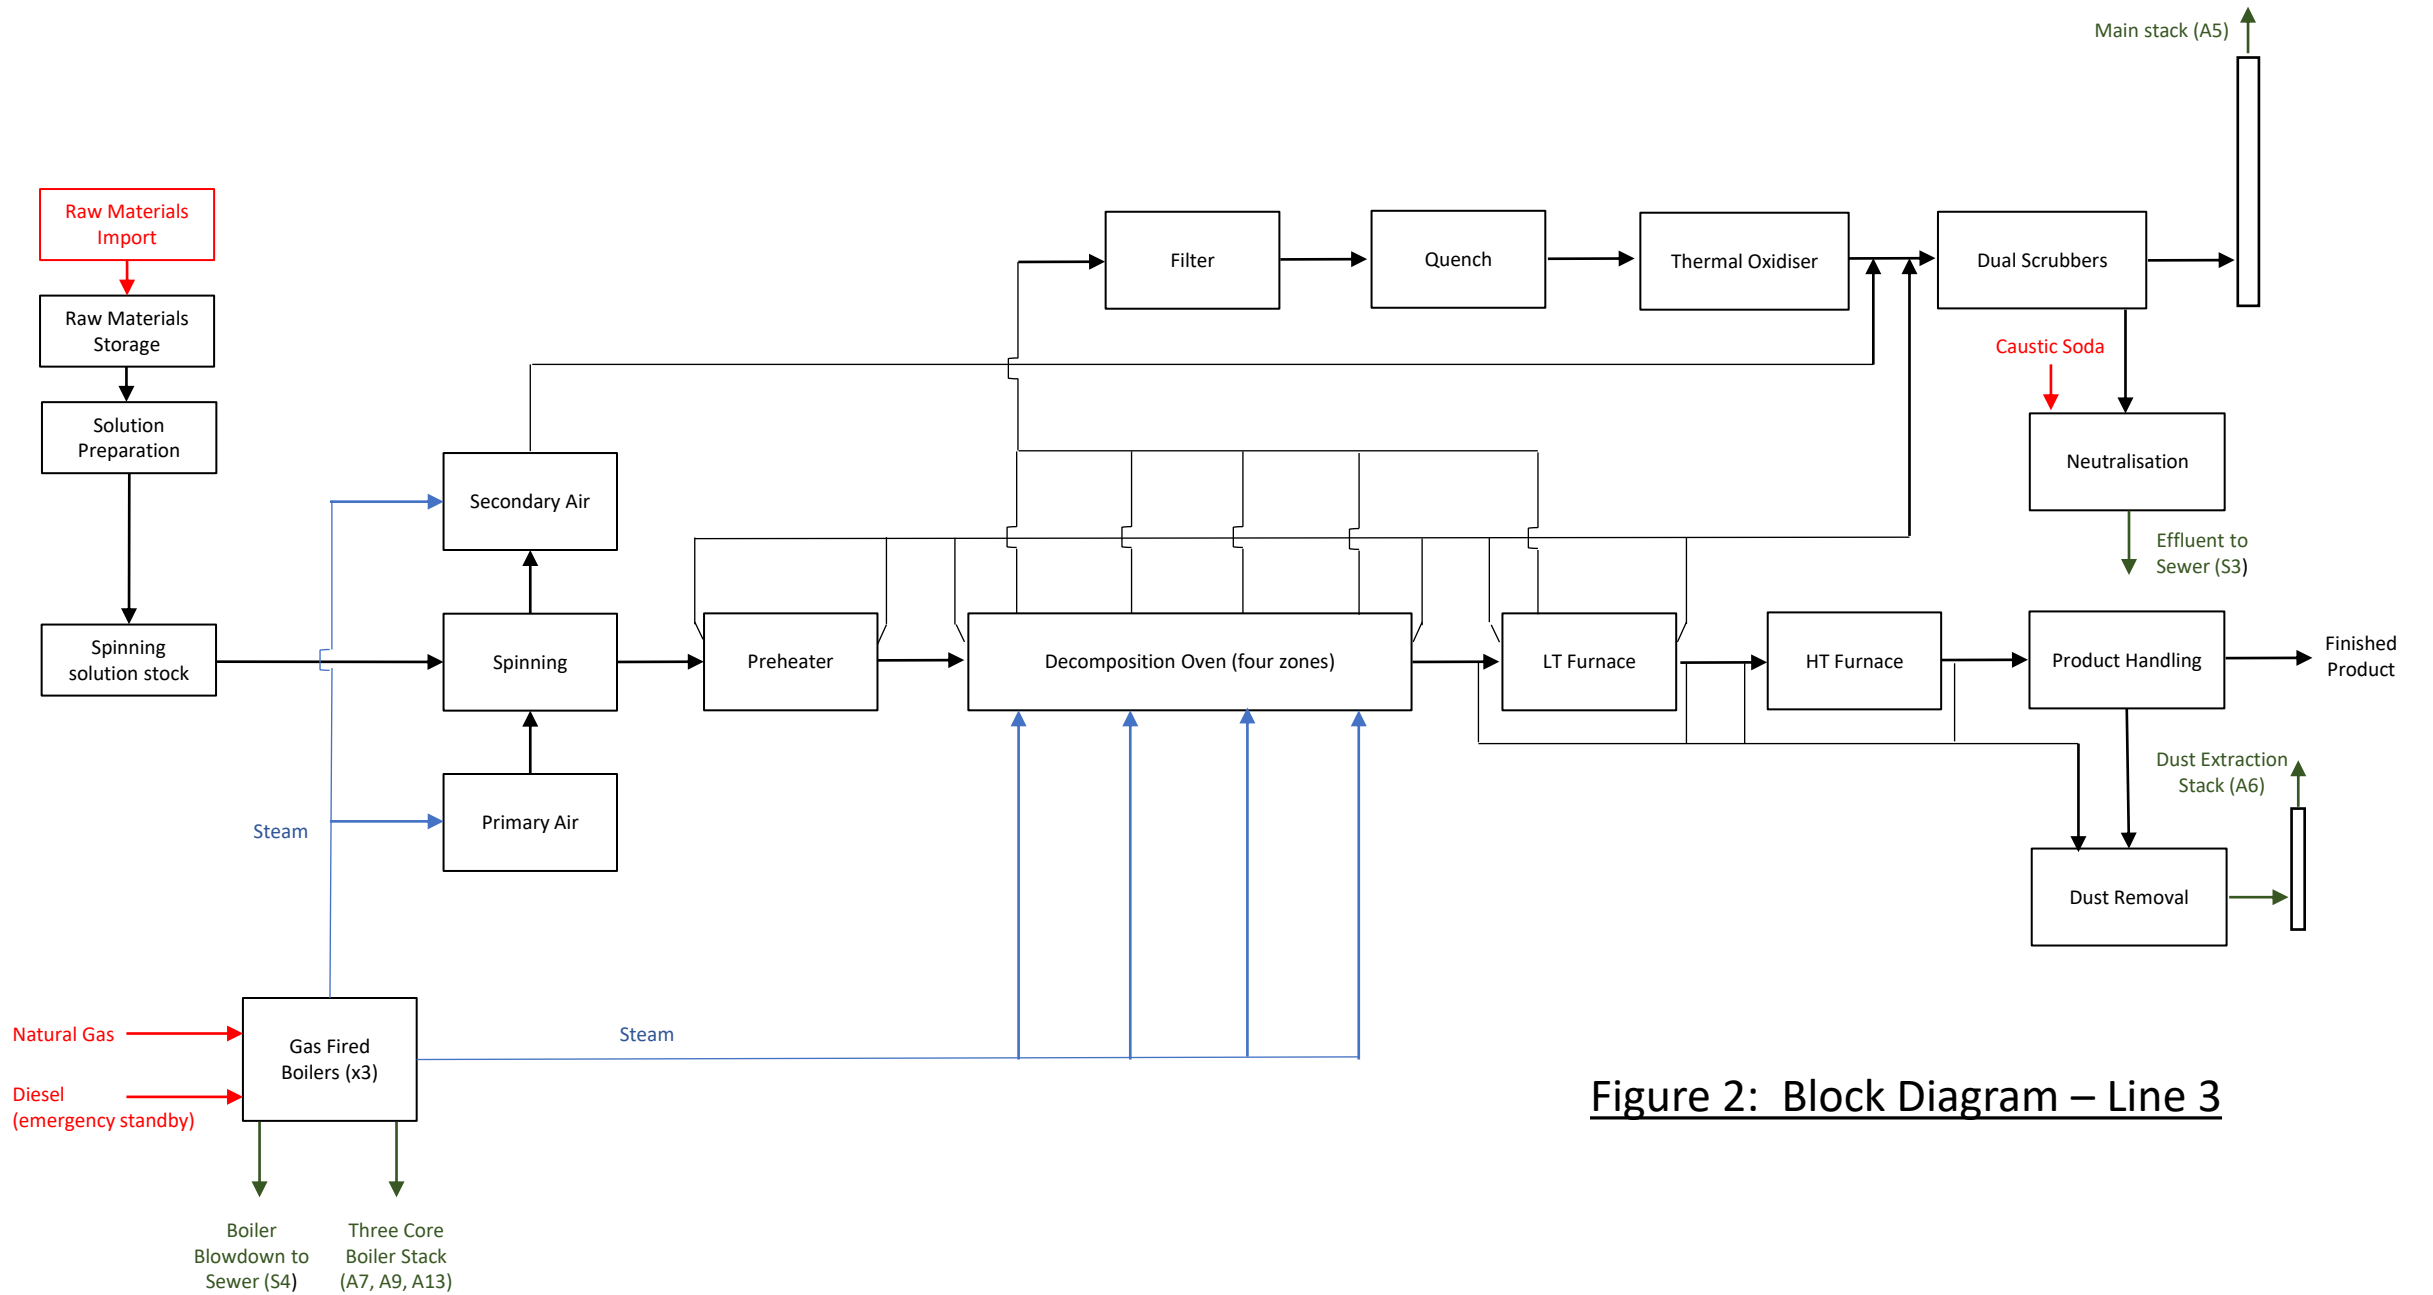 Main stack (A5)
Raw Materials
Import
Raw Materials
Storage
Solution
Preparation
Spinning
solution stock
Filter
Quench
Thermal Oxidiser
Dual Scrubbers
Caustic Soda
Neutralisation
Effluent to
Sewer (S3)
Secondary Air
Spinning
Primary Air
Preheater
Decomposition Oven (four zones)
LT Furnace
HT Furnace
Product Handling
Finished
Product
Dust Extraction
Stack (A6)
Dust Removal
Steam
Steam
Natural Gas
Diesel
(emergency standby)
Gas Fired
Boilers (x3)
Boiler
Blowdown to
Sewer (S4)
Three Core
Boiler Stack
(A7, A9, A13)
Figure 2:  Block Diagram – Line 3